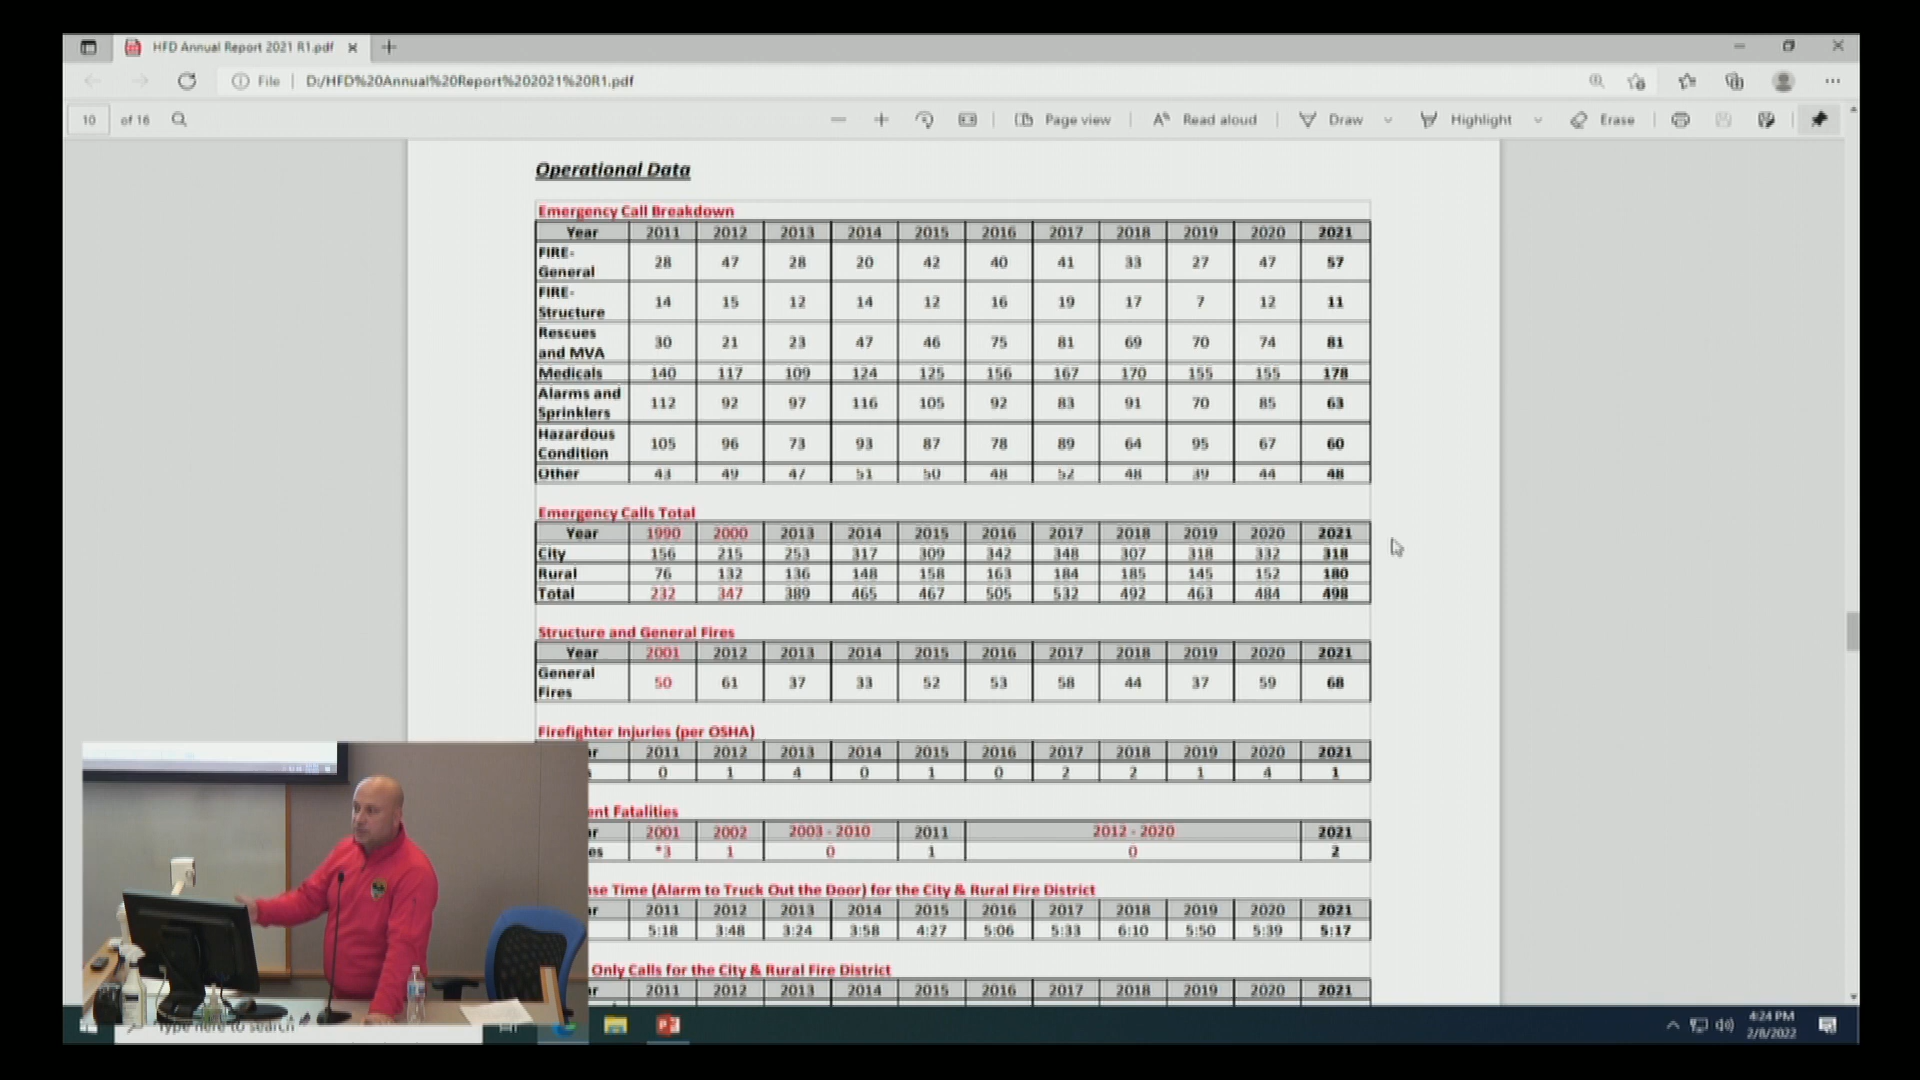 HFD Annual Report 2021 R1.pdf
File | D:/HFD%20Annual%20Report%202021%20R1.pdf
10 of 16 Page view Read aloud Draw Highlight Erase
Operational Data
Emergency Call Breakdown
Year 2011 2012 2013 2014 2015 2016 2017 2018 2019 2020 2021
FIRE-General 28 47 28 20 42 40 41 33 27 47 57
FIRE-Structure 14 15 12 14 12 16 19 17 7 12 11
Rescues and MVA 30 21 23 47 46 75 81 69 70 74 81
Medicals 140 117 109 124 125 156 167 170 155 155 178
Alarms and Sprinklers 112 92 97 116 105 92 83 91 70 85 63
Hazardous Condition 105 96 73 93 87 78 89 64 95 67 60
Other 43 49 47 51 50 48 52 48 39 44 48
Emergency Calls Total
Year 1990 2000 2013 2014 2015 2016 2017 2018 2019 2020 2021
City 156 215 253 317 309 342 348 307 318 332 318
Rural 76 132 136 148 158 163 184 185 145 152 180
Total 232 347 389 465 467 505 532 492 463 484 498
Structure and General Fires
Year 2001 2012 2013 2014 2015 2016 2017 2018 2019 2020 2021
General Fires 50 61 37 33 52 53 58 44 37 59 68
Firefighter Injuries (per OSHA)
r 2011 2012 2013 2014 2015 2016 2017 2018 2019 2020 2021
s 0 1 4 0 1 0 2 2 1 4 1
ent Fatalities
r 2001 2002 2003 - 2010 2011 2012 - 2020 2021
es *3 1 0 1 0 2
se Time (Alarm to Truck Out the Door) for the City & Rural Fire District
r 2011 2012 2013 2014 2015 2016 2017 2018 2019 2020 2021
5:18 3:48 3:24 3:58 4:27 5:06 5:33 6:10 5:50 5:39 5:17
Only Calls for the City & Rural Fire District
r 2011 2012 2013 2014 2015 2016 2017 2018 2019 2020 2021
Type here to search
4:24 PM
2/8/2022